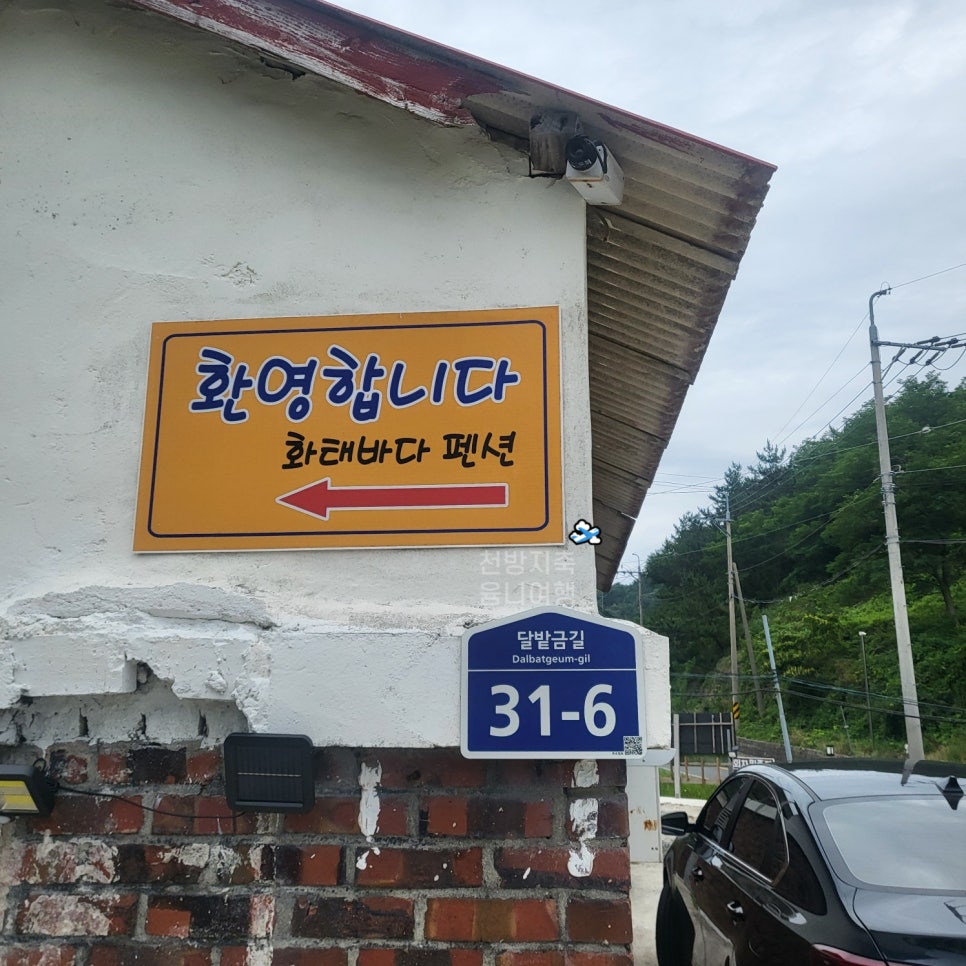 환영합니다
화태바다 펜션
천방지축
융니여행
달밭금길
Dalbatgeum-gil
31-6